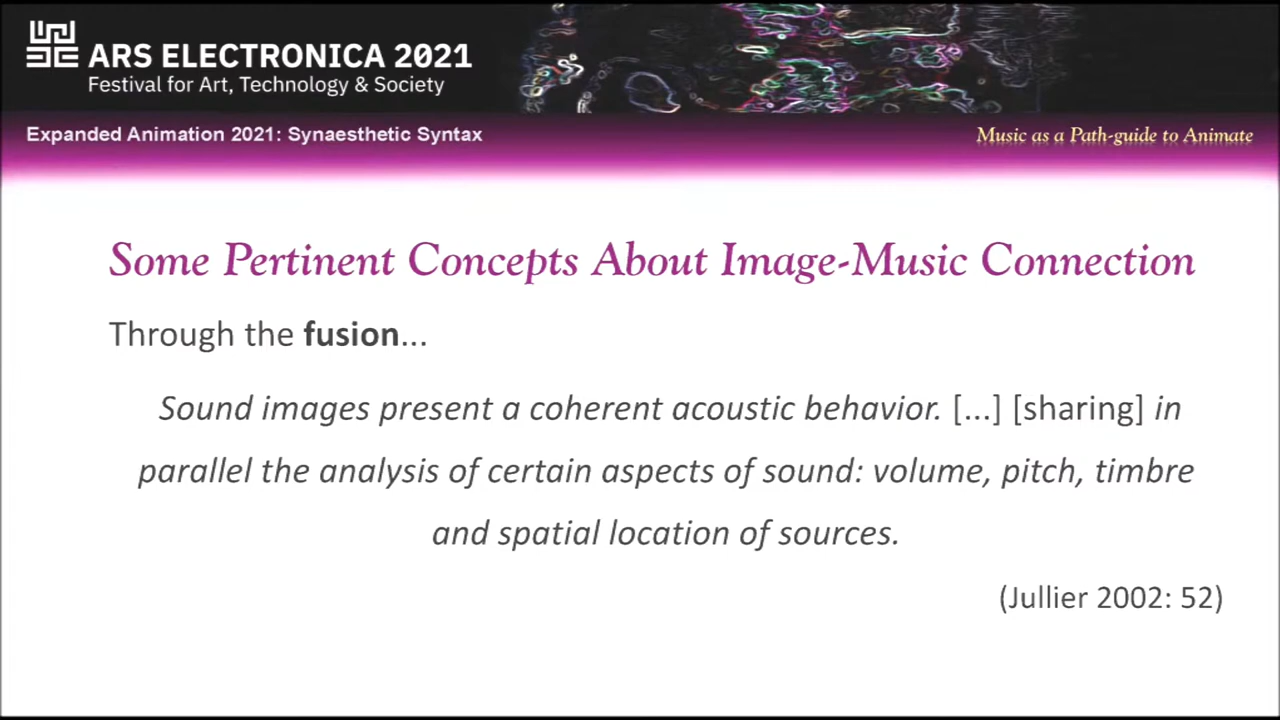 ARS ELECTRONICA 2021
Festival for Art, Technology & Society
Expanded Animation 2021: Synaesthetic Syntax
Music as a Path-guide to Animate
Some Pertinent Concepts About Image-Music Connection
Through the fusion...
Sound images present a coherent acoustic behavior. [...] [sharing] in
parallel the analysis of certain aspects of sound: volume, pitch, timbre
and spatial location of sources.
(Jullier 2002: 52)